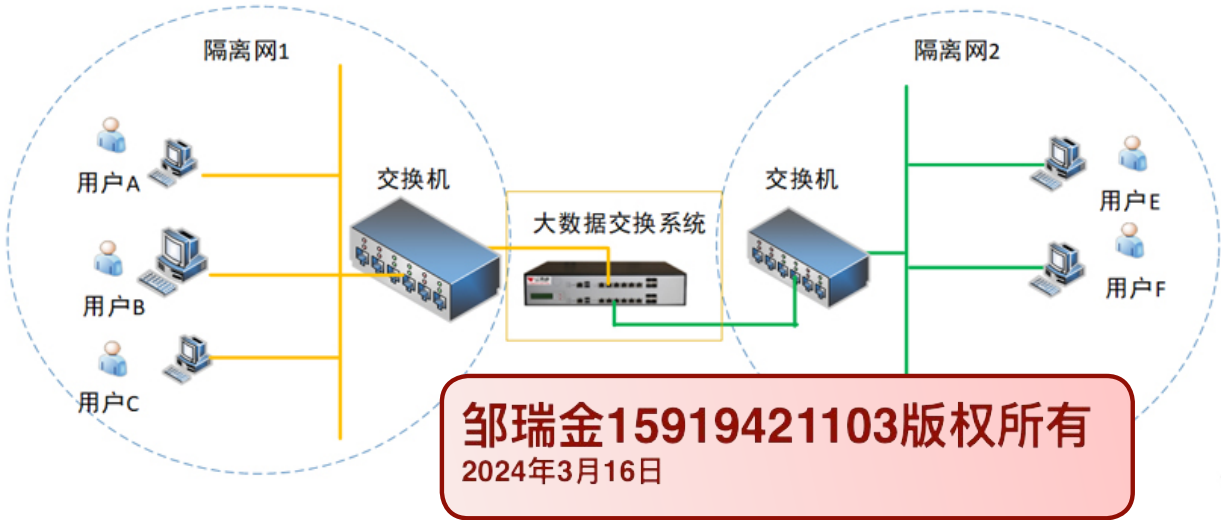 隔离网1
隔离网2
用户A
交换机
交换机
用户E
大数据交换系统
用户B
用户F
用户C
邹瑞金15919421103版权所有
2024年3月16日